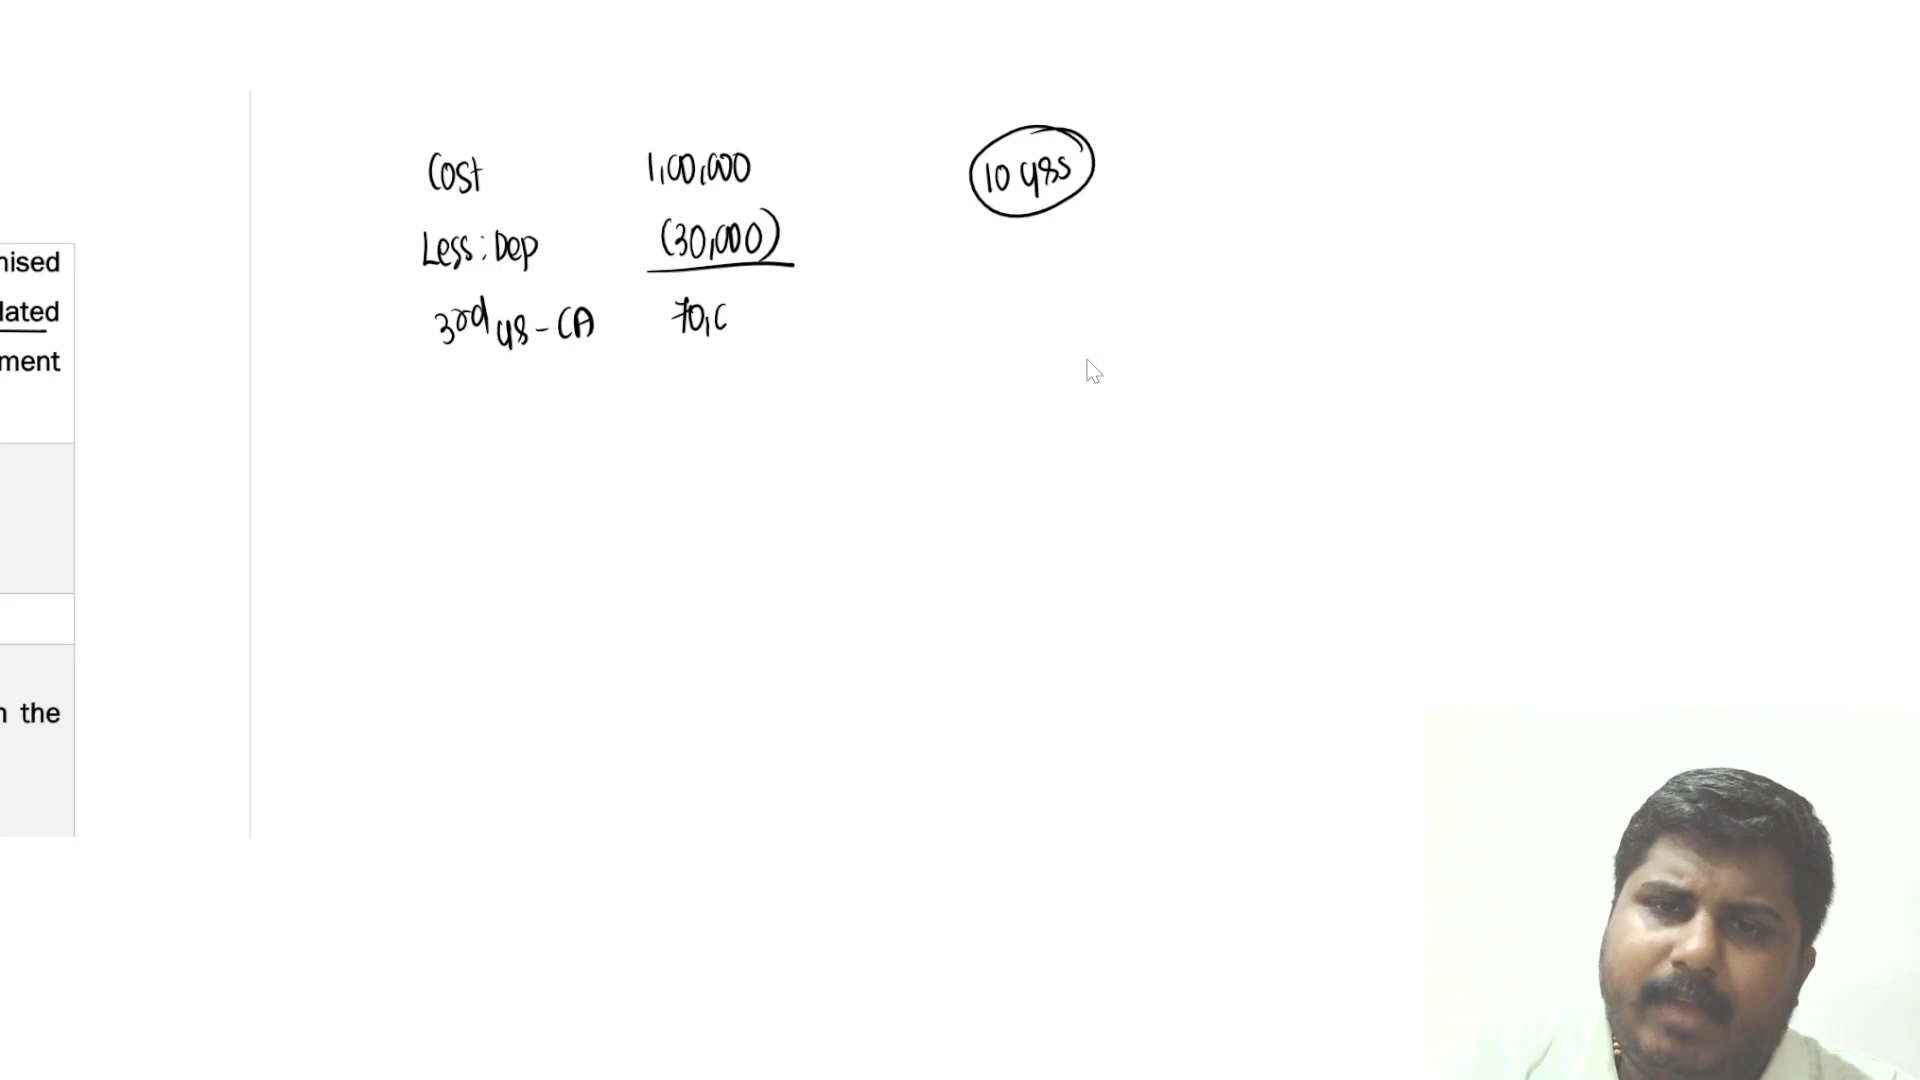 nised
lated
ment
n the
Cost 1,00,000
10 yrs
Less: Dep (30,000)
3rd yr - CA 70,0